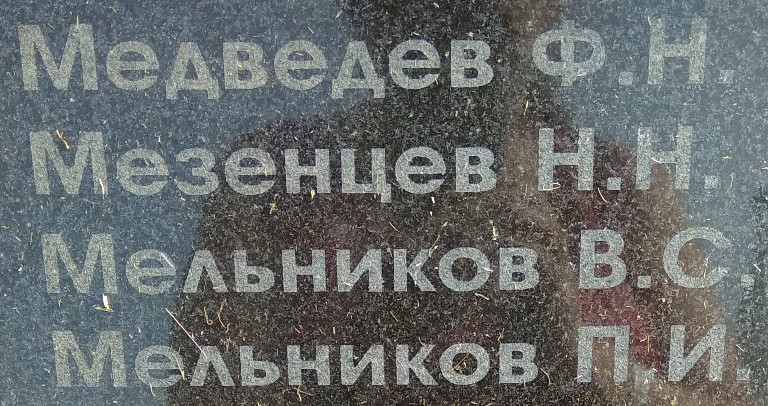 Медведев Ф.Н.
Мезенцев Н.Н.
Мельников В.С.
Мельников П.И.